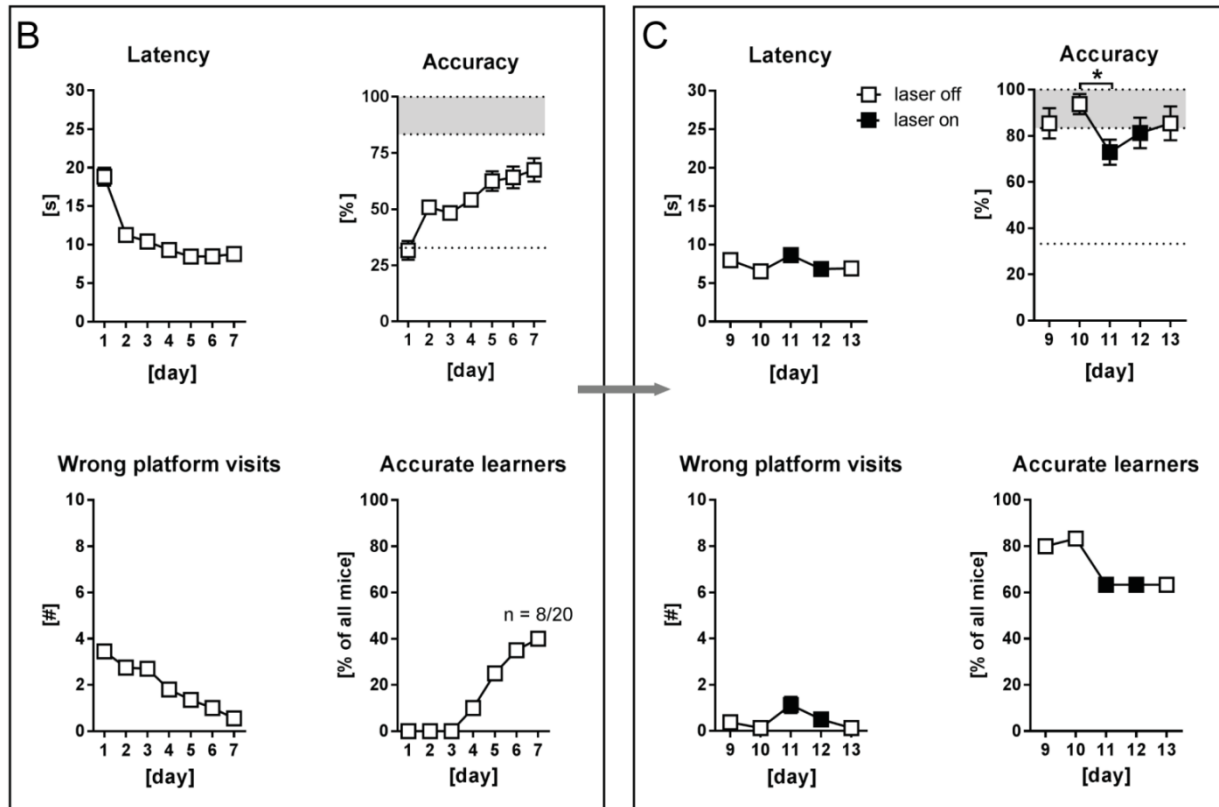 B
Latency
[s]
30
25
20
15
10
5
0
1 2 3 4 5 6 7
[day]
Accuracy
[%]
100
75
50
25
0
1 2 3 4 5 6 7
[day]
Wrong platform visits
[#]
10
8
6
4
2
0
1 2 3 4 5 6 7
[day]
Accurate learners
[% of all mice]
100
80
60
40
20
0
n = 8/20
1 2 3 4 5 6 7
[day]
C
Latency
[s]
30
25
20
15
10
5
0
9 10 11 12 13
[day]
laser off
laser on
Accuracy
*
[%]
100
80
60
40
20
0
9 10 11 12 13
[day]
Wrong platform visits
[#]
10
8
6
4
2
0
9 10 11 12 13
[day]
Accurate learners
[% of all mice]
100
80
60
40
20
0
9 10 11 12 13
[day]